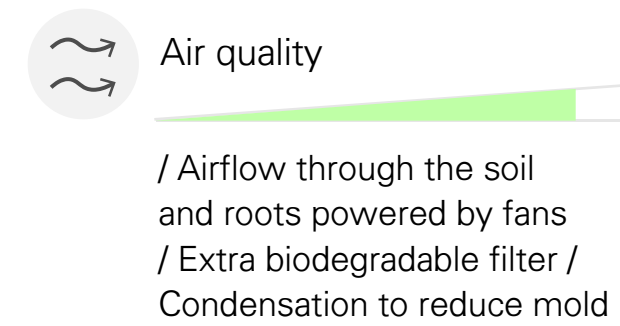 Air quality
/ Airflow through the soil
and roots powered by fans
/ Extra biodegradable filter /
Condensation to reduce mold